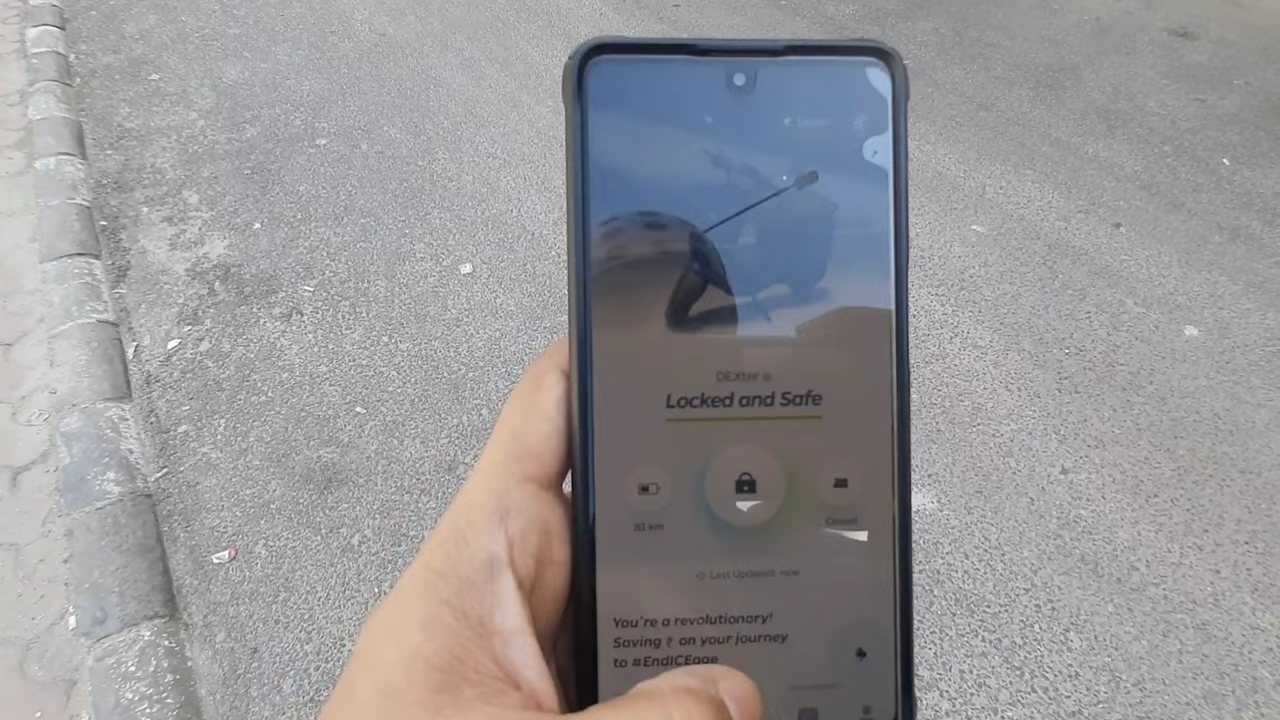 DEXter is
Locked and Safe
81 km
Closed
Last Updated: now
You're a revolutionary!
Saving ₹ on your journey
to #EndICEage